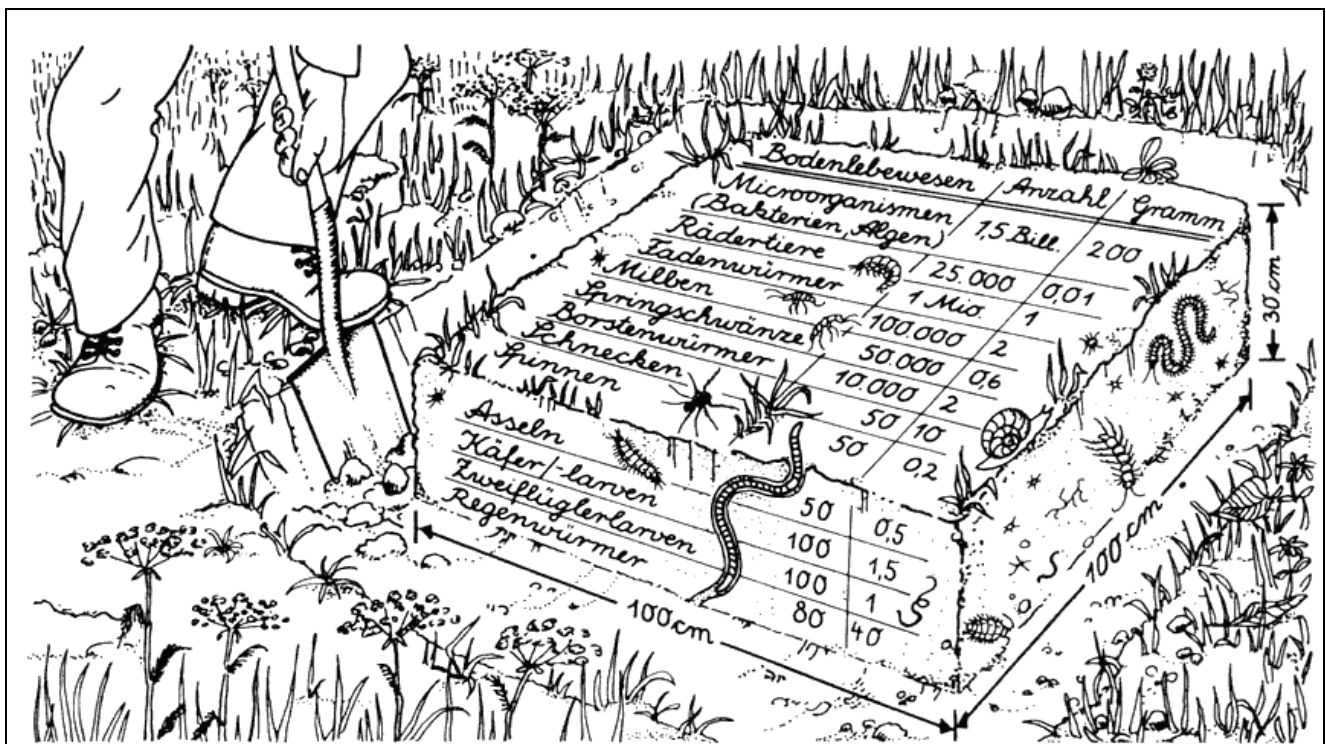 Bodenlebewesen Anzahl Gramm
Microorganismen
(Bakterien, Algen) 1,5 Bill. 200
Rädertiere 25.000 0,01
Fadenwürmer 1 Mio. 1
Milben 100.000 2
Springschwänze 50.000 0,6
Borstenwürmer 10.000 2
Schnecken 50 10
Spinnen 50 0,2
Asseln 50 0,5
Käfer/-larven 100 1,5
Zweiflüglerlarven 100 1
Regenwürmer 80 40
30 cm
100 cm
100 cm